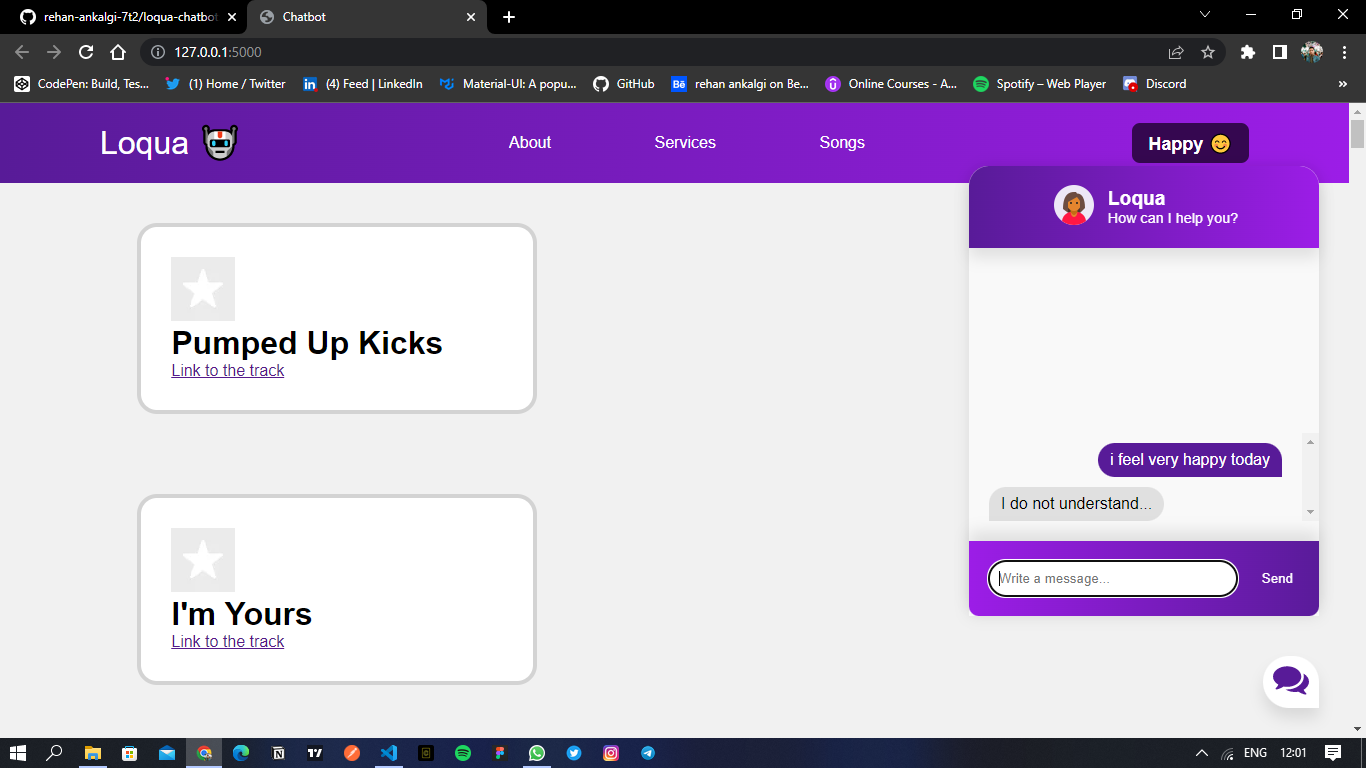 rehan-ankalgi-7t2/loqua-chatbot
Chatbot
127.0.0.1:5000
CodePen: Build, Tes...
(1) Home / Twitter
(4) Feed | LinkedIn
Material-UI: A popu...
GitHub
Bē
rehan ankalgi on Be...
Online Courses - A...
Spotify – Web Player
Discord
»
Loqua
About
Services
Songs
Happy 😊
Loqua
How can I help you?
Pumped Up Kicks
Link to the track
i feel very happy today
I do not understand...
I'm Yours
Link to the track
Write a message...
Send
ENG
12:01